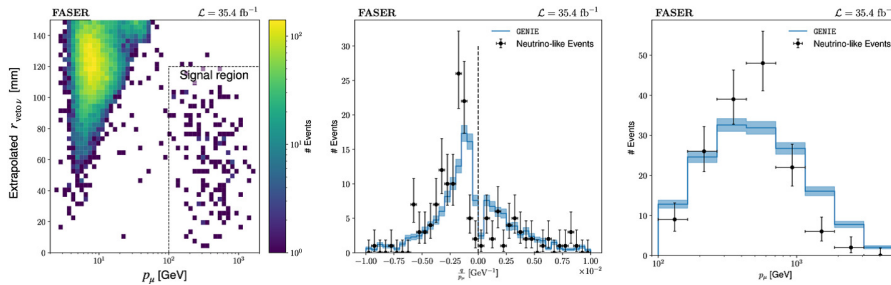 FASER
L = 35.4 fb⁻¹
Extrapolated r_veto ν [mm]
140
120
100
80
60
40
20
0
Signal region
10¹
10²
10³
p_μ [GeV]
10²
10¹
10⁰
# Events
FASER
L = 35.4 fb⁻¹
GENIE
Neutrino-like Events
# Events
30
25
20
15
10
5
0
−1.00
−0.75
−0.50
−0.25
0.00
0.25
0.50
0.75
1.00
×10⁻²
[GeV⁻¹]
FASER
L = 35.4 fb⁻¹
GENIE
Neutrino-like Events
# Events
60
50
40
30
20
10
0
10²
10³
p_μ [GeV]